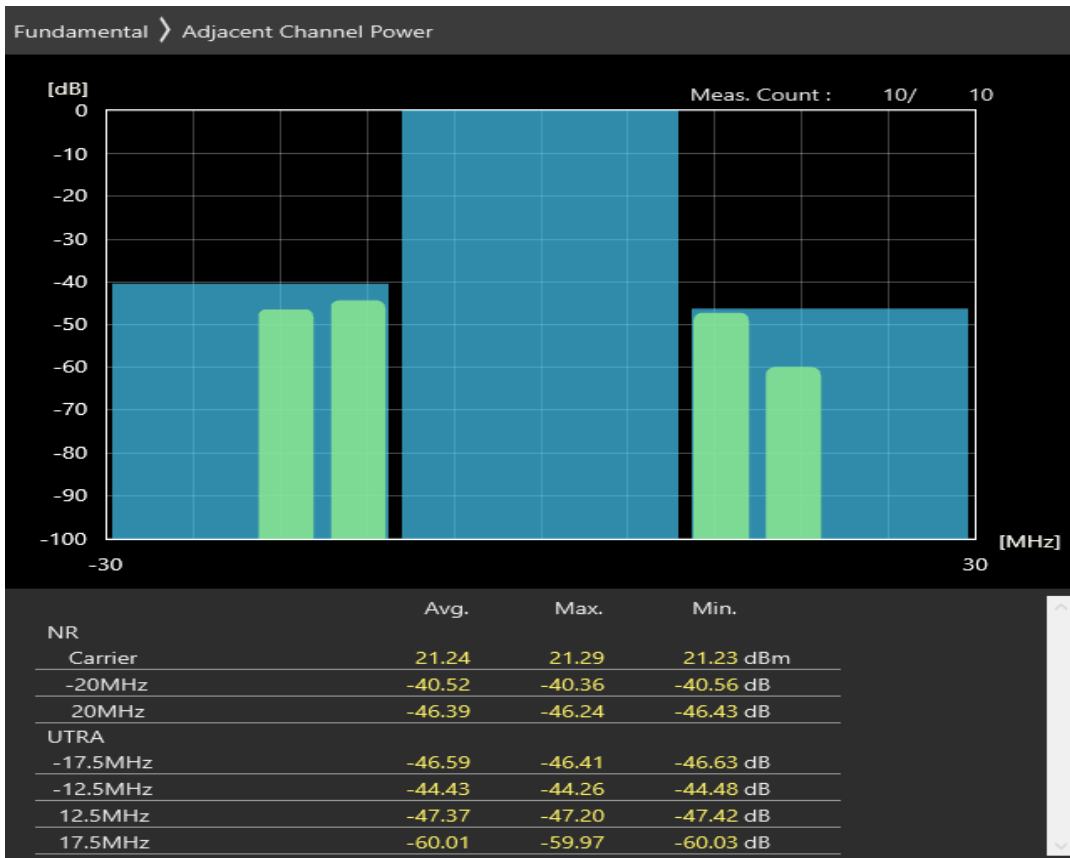 Fundamental 〉 Adjacent Channel Power
[dB]
Meas. Count : 10/ 10
0
-10
-20
-30
-40
-50
-60
-70
-80
-90
-100
[MHz]
-30 30
Avg. Max. Min.
NR
Carrier 21.24 21.29 21.23 dBm
-20MHz -40.52 -40.36 -40.56 dB
20MHz -46.39 -46.24 -46.43 dB
UTRA
-17.5MHz -46.59 -46.41 -46.63 dB
-12.5MHz -44.43 -44.26 -44.48 dB
12.5MHz -47.37 -47.20 -47.42 dB
17.5MHz -60.01 -59.97 -60.03 dB